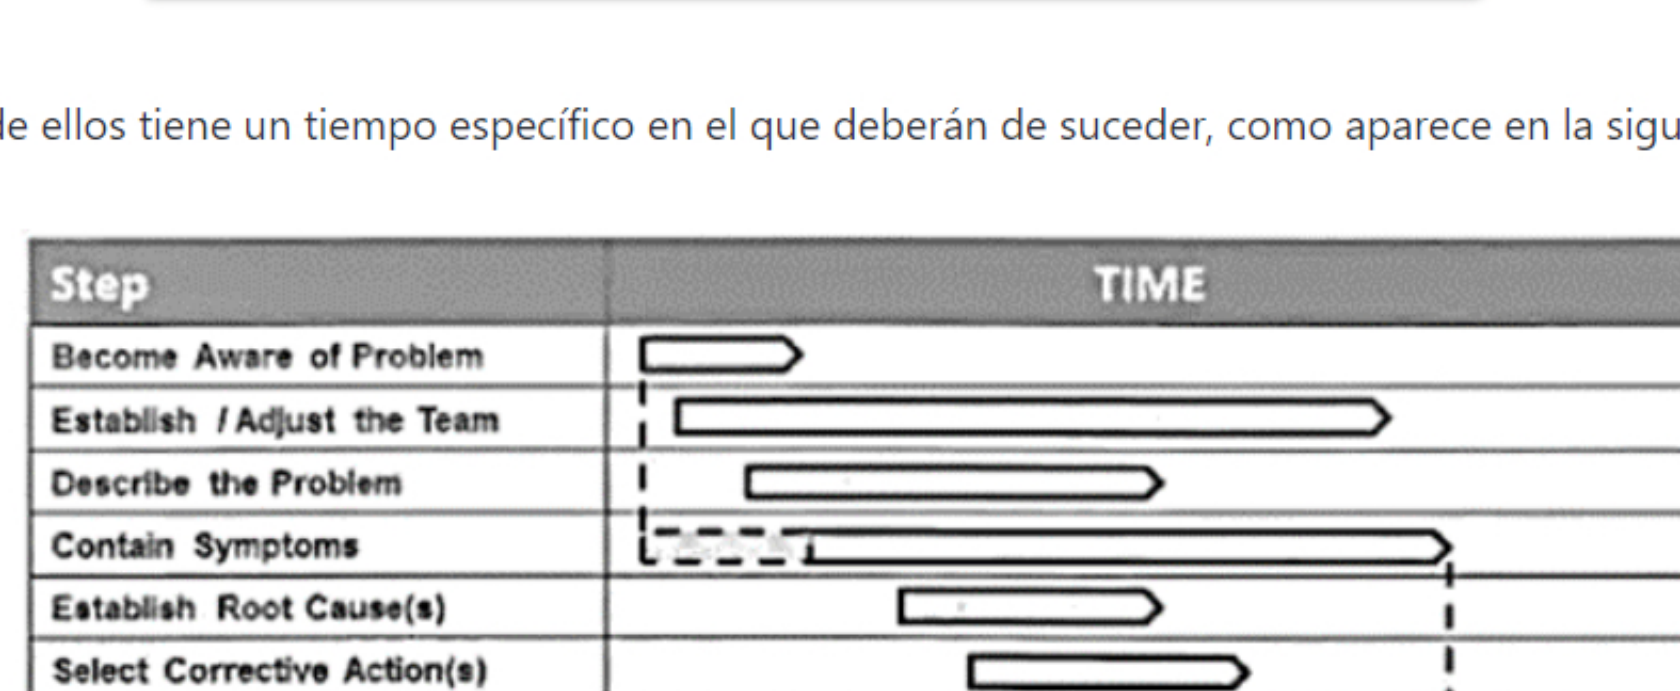 de ellos tiene un tiempo específico en el que deberán de suceder, como aparece en la sigu
Step TIME
Become Aware of Problem
Establish / Adjust the Team
Describe the Problem
Contain Symptoms
Establish Root Cause(s)
Select Corrective Action(s)